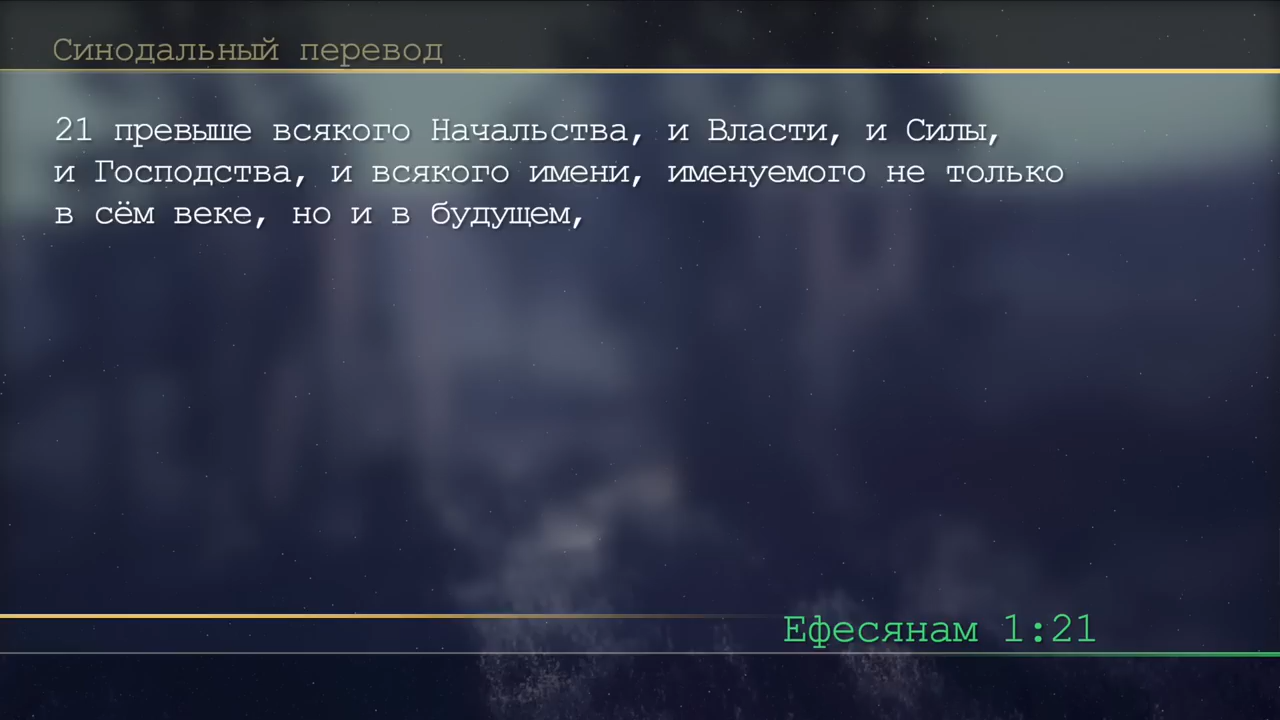 Синодальный перевод
21 превыше всякого Начальства, и Власти, и Силы,
и Господства, и всякого имени, именуемого не только
в сём веке, но и в будущем,
Ефесянам 1:21